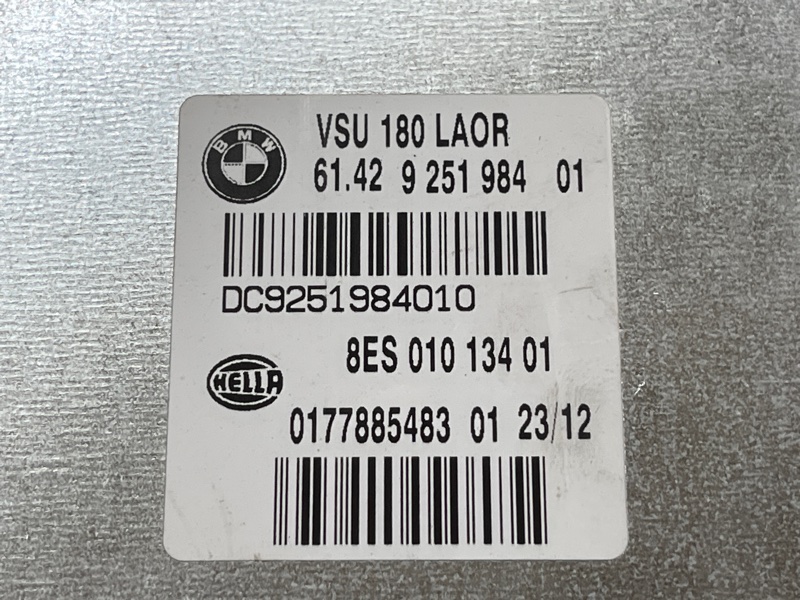 BMW
VSU 180 LAOR
61.42 9 251 984 01
DC9251984010
8ES 010 134 01
HELLA
0177885483 01 23/12